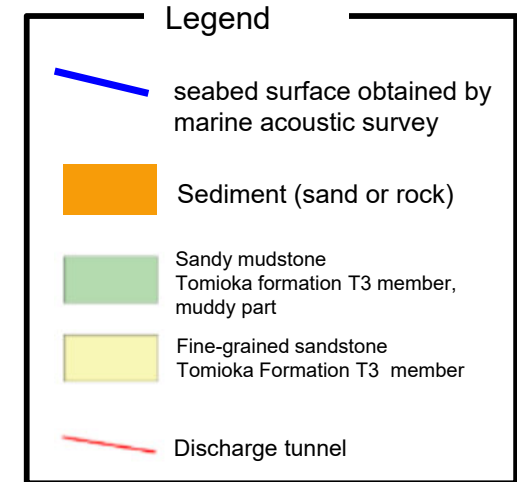 Legend
seabed surface obtained by
marine acoustic survey
Sediment (sand or rock)
Sandy mudstone
Tomioka formation T3 member,
muddy part
Fine-grained sandstone
Tomioka Formation T3 member
Discharge tunnel